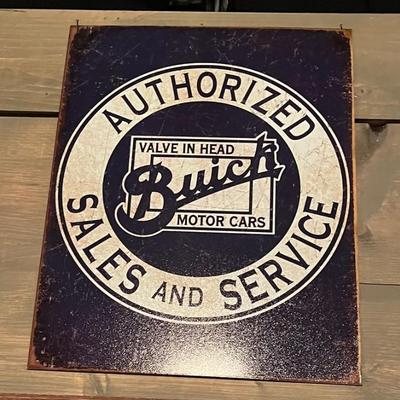 AUTHORIZED
VALVE IN HEAD
Buick
MOTOR CARS
SALES AND SERVICE